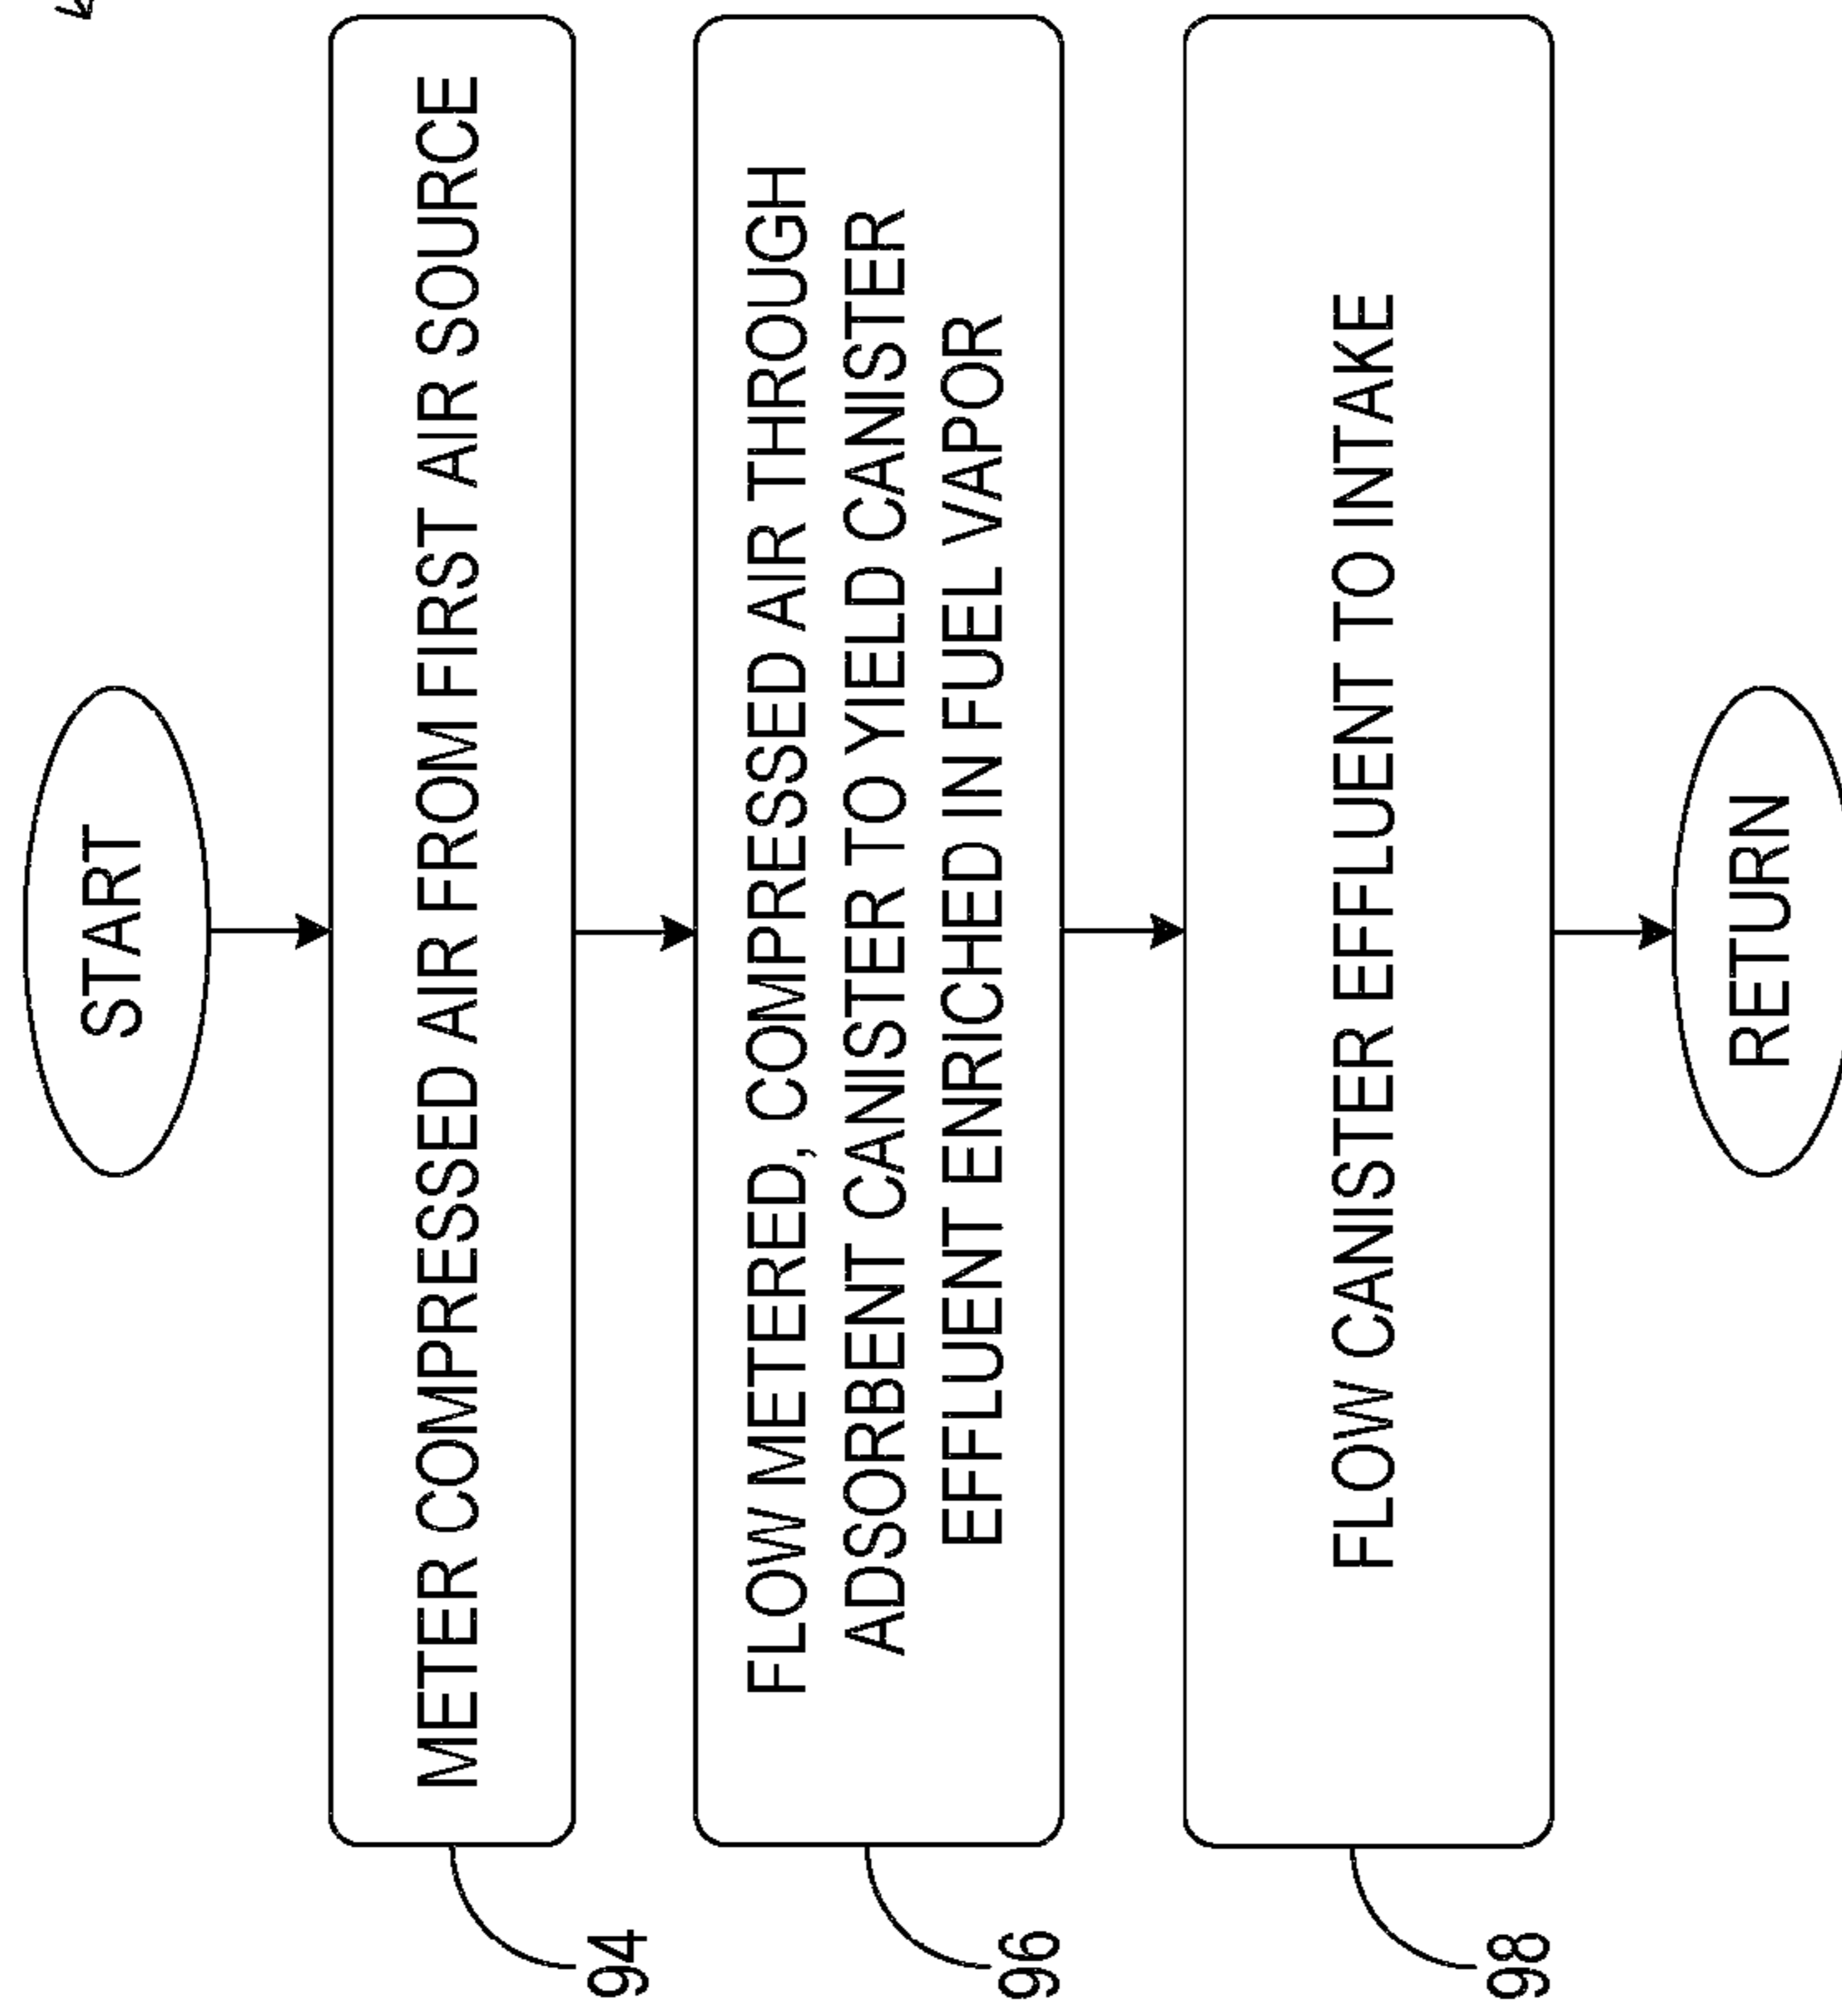 START
94
METER COMPRESSED AIR FROM FIRST AIR SOURCE
96
FLOW METERED, COMPRESSED AIR THROUGH
ADSORBENT CANISTER TO YIELD CANISTER
EFFLUENT ENRICHED IN FUEL VAPOR
98
FLOW CANISTER EFFLUENT TO INTAKE
RETURN